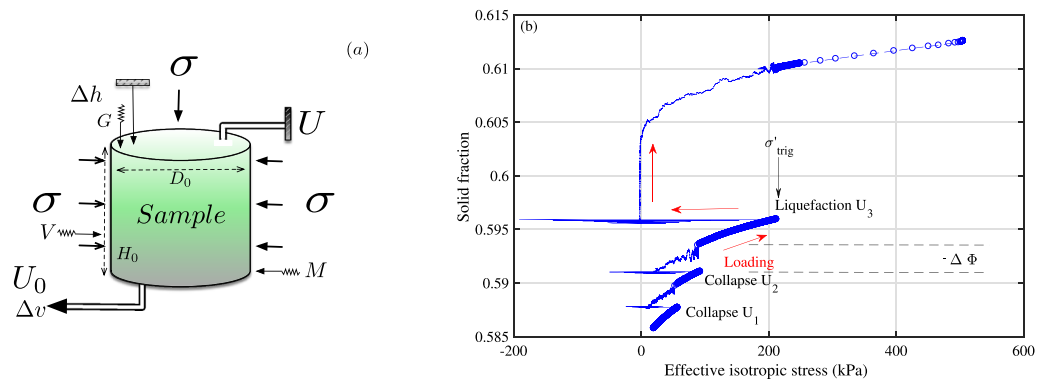 (a)
σ
Δh
G
U
D₀
σ
Sample
σ
V
H₀
M
U₀
Δv
(b)
0.615
0.61
0.605
0.6
0.595
0.59
0.585
Solid fraction
σ'trig
Liquefaction U₃
Loading
- Δ Φ
Collapse U₂
Collapse U₁
-200
0
200
400
600
Effective isotropic stress (kPa)